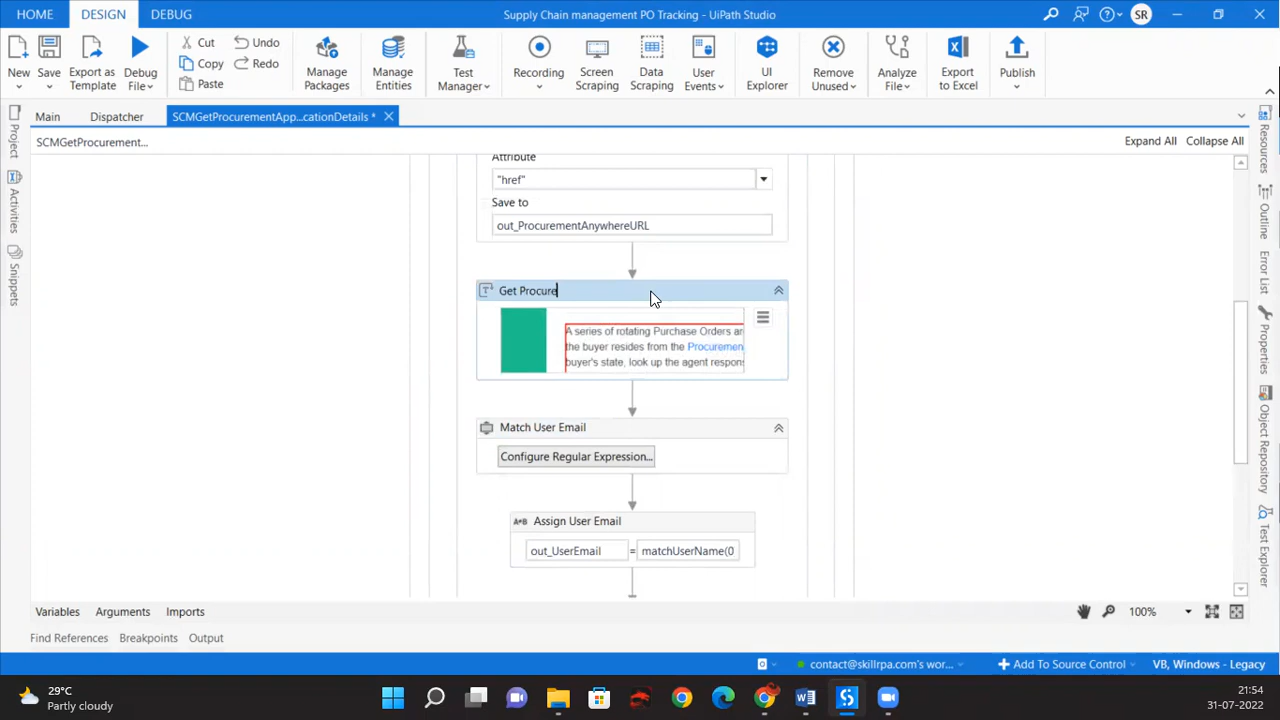 HOME DESIGN DEBUG Supply Chain management PO Tracking - UiPath Studio SR
New Save Export as Template Debug File
Cut Copy Paste Undo Redo
Manage Packages Manage Entities Test Manager Recording Screen Scraping Data Scraping User Events UI Explorer Remove Unused Analyze File Export to Excel Publish
Main Dispatcher SCMGetProcurementApp...cationDetails *
SCMGetProcurement... Expand All Collapse All
Project
Activities
Snippets
Attribute
"href"
Save to
out_ProcurementAnywhereURL
Get Procure
A series of rotating Purchase Orders ar
the buyer resides from the Procuremen
buyer's state, look up the agent respons
Match User Email
Configure Regular Expression...
Assign User Email
out_UserEmail = matchUserName(0
Resources
Outline
Error List
Properties
Object Repository
Test Explorer
Variables Arguments Imports 100%
Find References Breakpoints Output
contact@skillrpa.com's wor... Add To Source Control VB, Windows - Legacy
29°C
Partly cloudy
21:54
31-07-2022